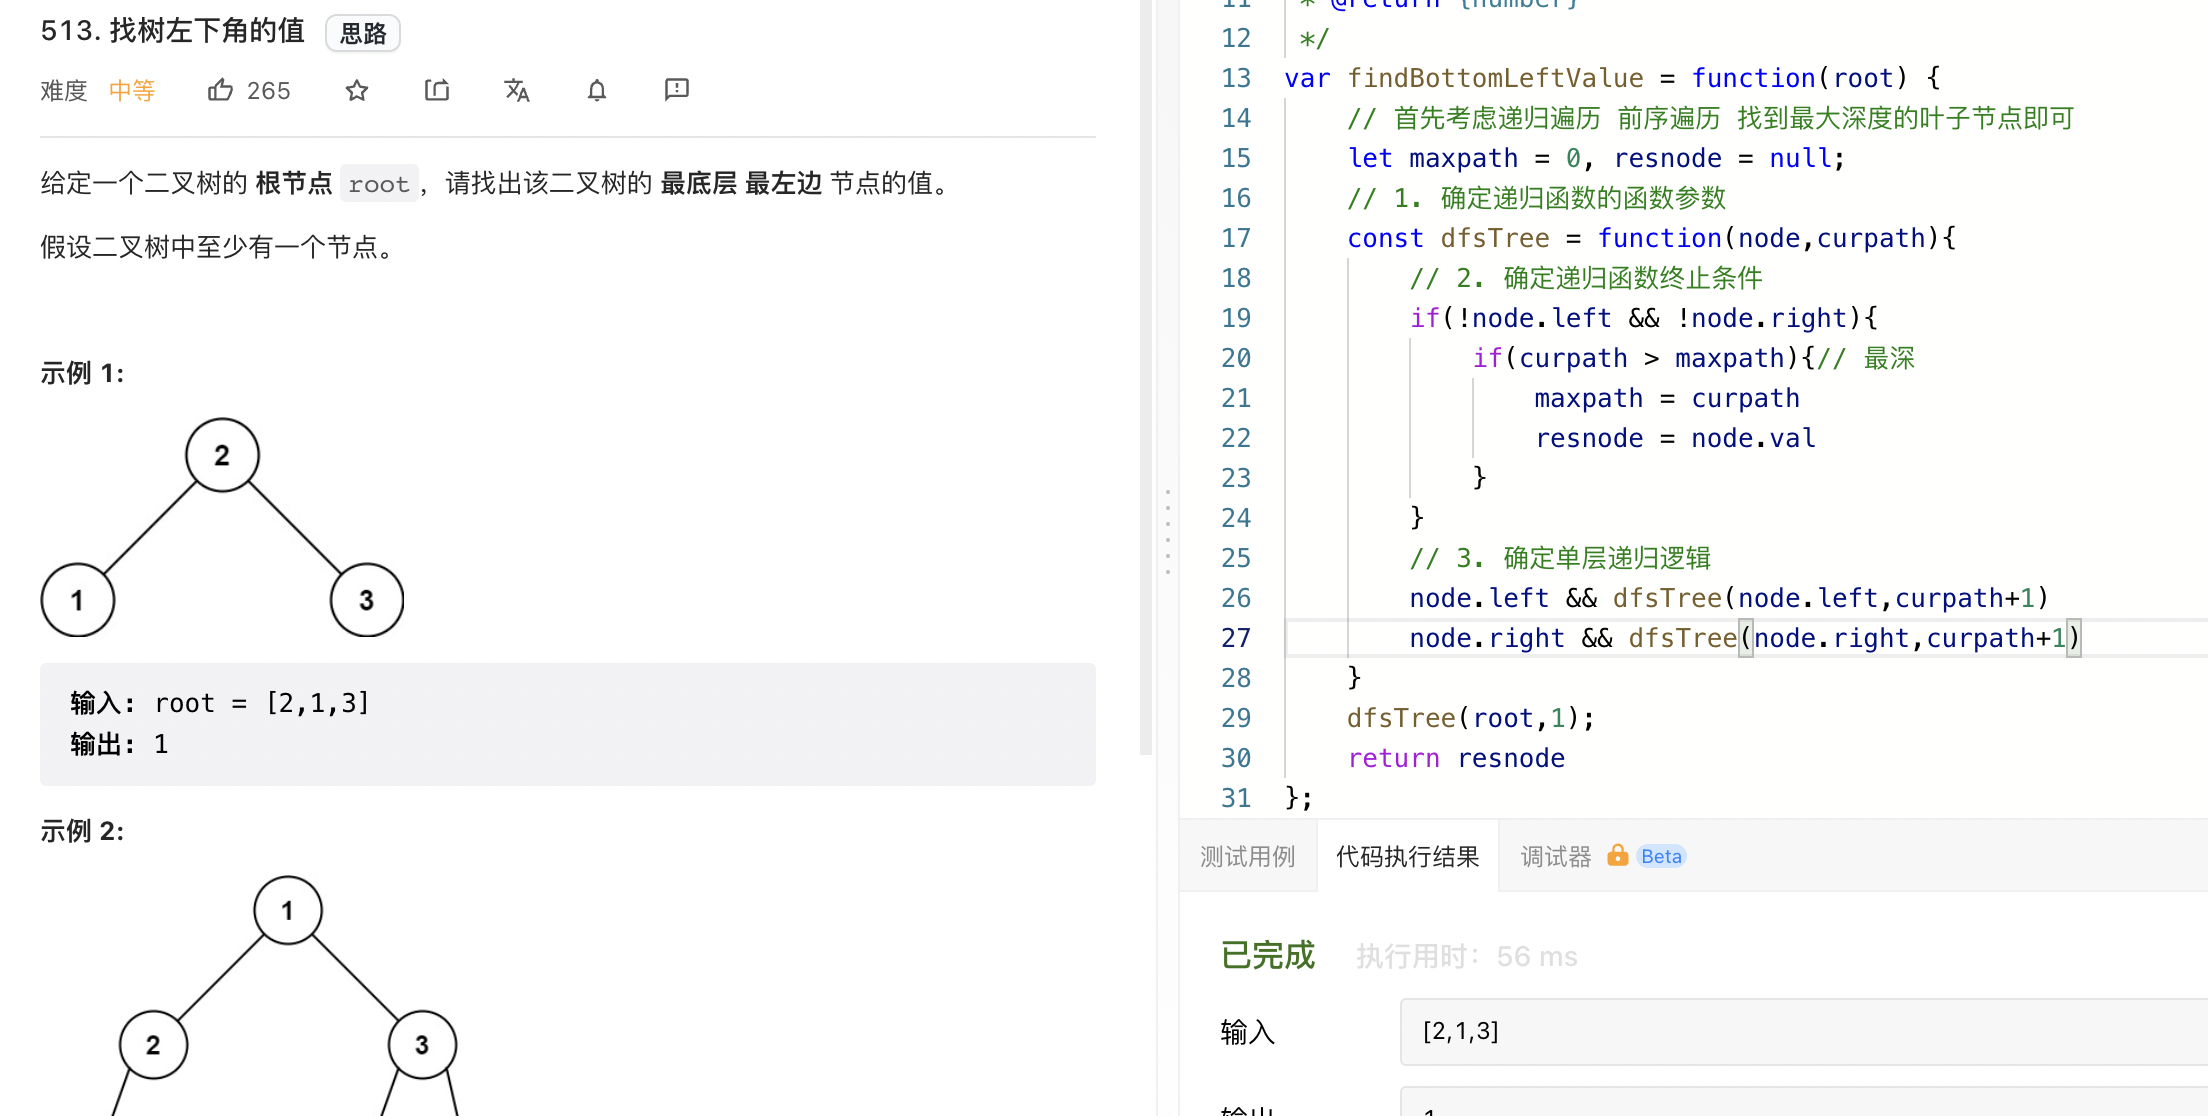 513. 找树左下角的值 思路
难度 中等 265
给定一个二叉树的 根节点 root，请找出该二叉树的 最底层 最左边 节点的值。
假设二叉树中至少有一个节点。
示例 1:
2
1 3
输入: root = [2,1,3]
输出: 1
示例 2:
1
2 3
11 * @return {number}
12 */
13 var findBottomLeftValue = function(root) {
14 // 首先考虑递归遍历 前序遍历 找到最大深度的叶子节点即可
15 let maxpath = 0, resnode = null;
16 // 1. 确定递归函数的函数参数
17 const dfsTree = function(node,curpath){
18 // 2. 确定递归函数终止条件
19 if(!node.left && !node.right){
20 if(curpath > maxpath){// 最深
21 maxpath = curpath
22 resnode = node.val
23 }
24 }
25 // 3. 确定单层递归逻辑
26 node.left && dfsTree(node.left,curpath+1)
27 node.right && dfsTree(node.right,curpath+1)
28 }
29 dfsTree(root,1);
30 return resnode
31 };
测试用例 代码执行结果 调试器 Beta
已完成 执行用时: 56 ms
输入 [2,1,3]
输出 1